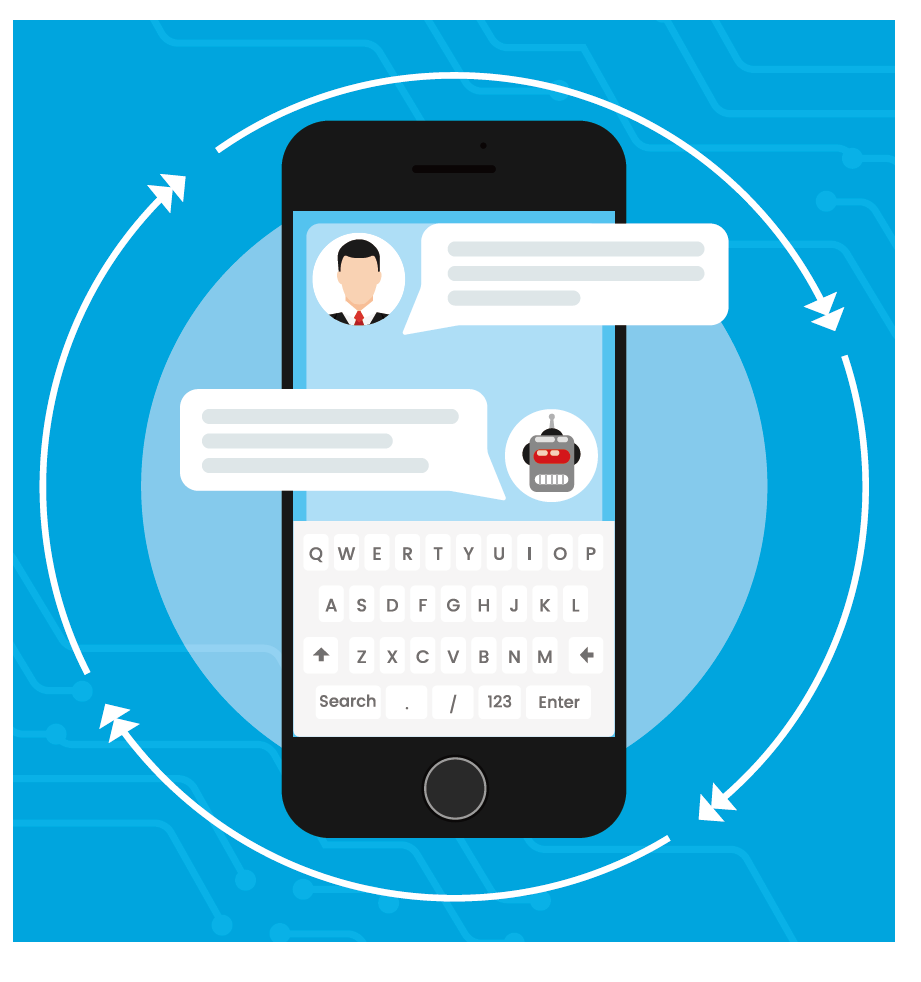 Q W E R T Y U I O P
A S D F G H J K L
Z X C V B N M
Search . / 123 Enter